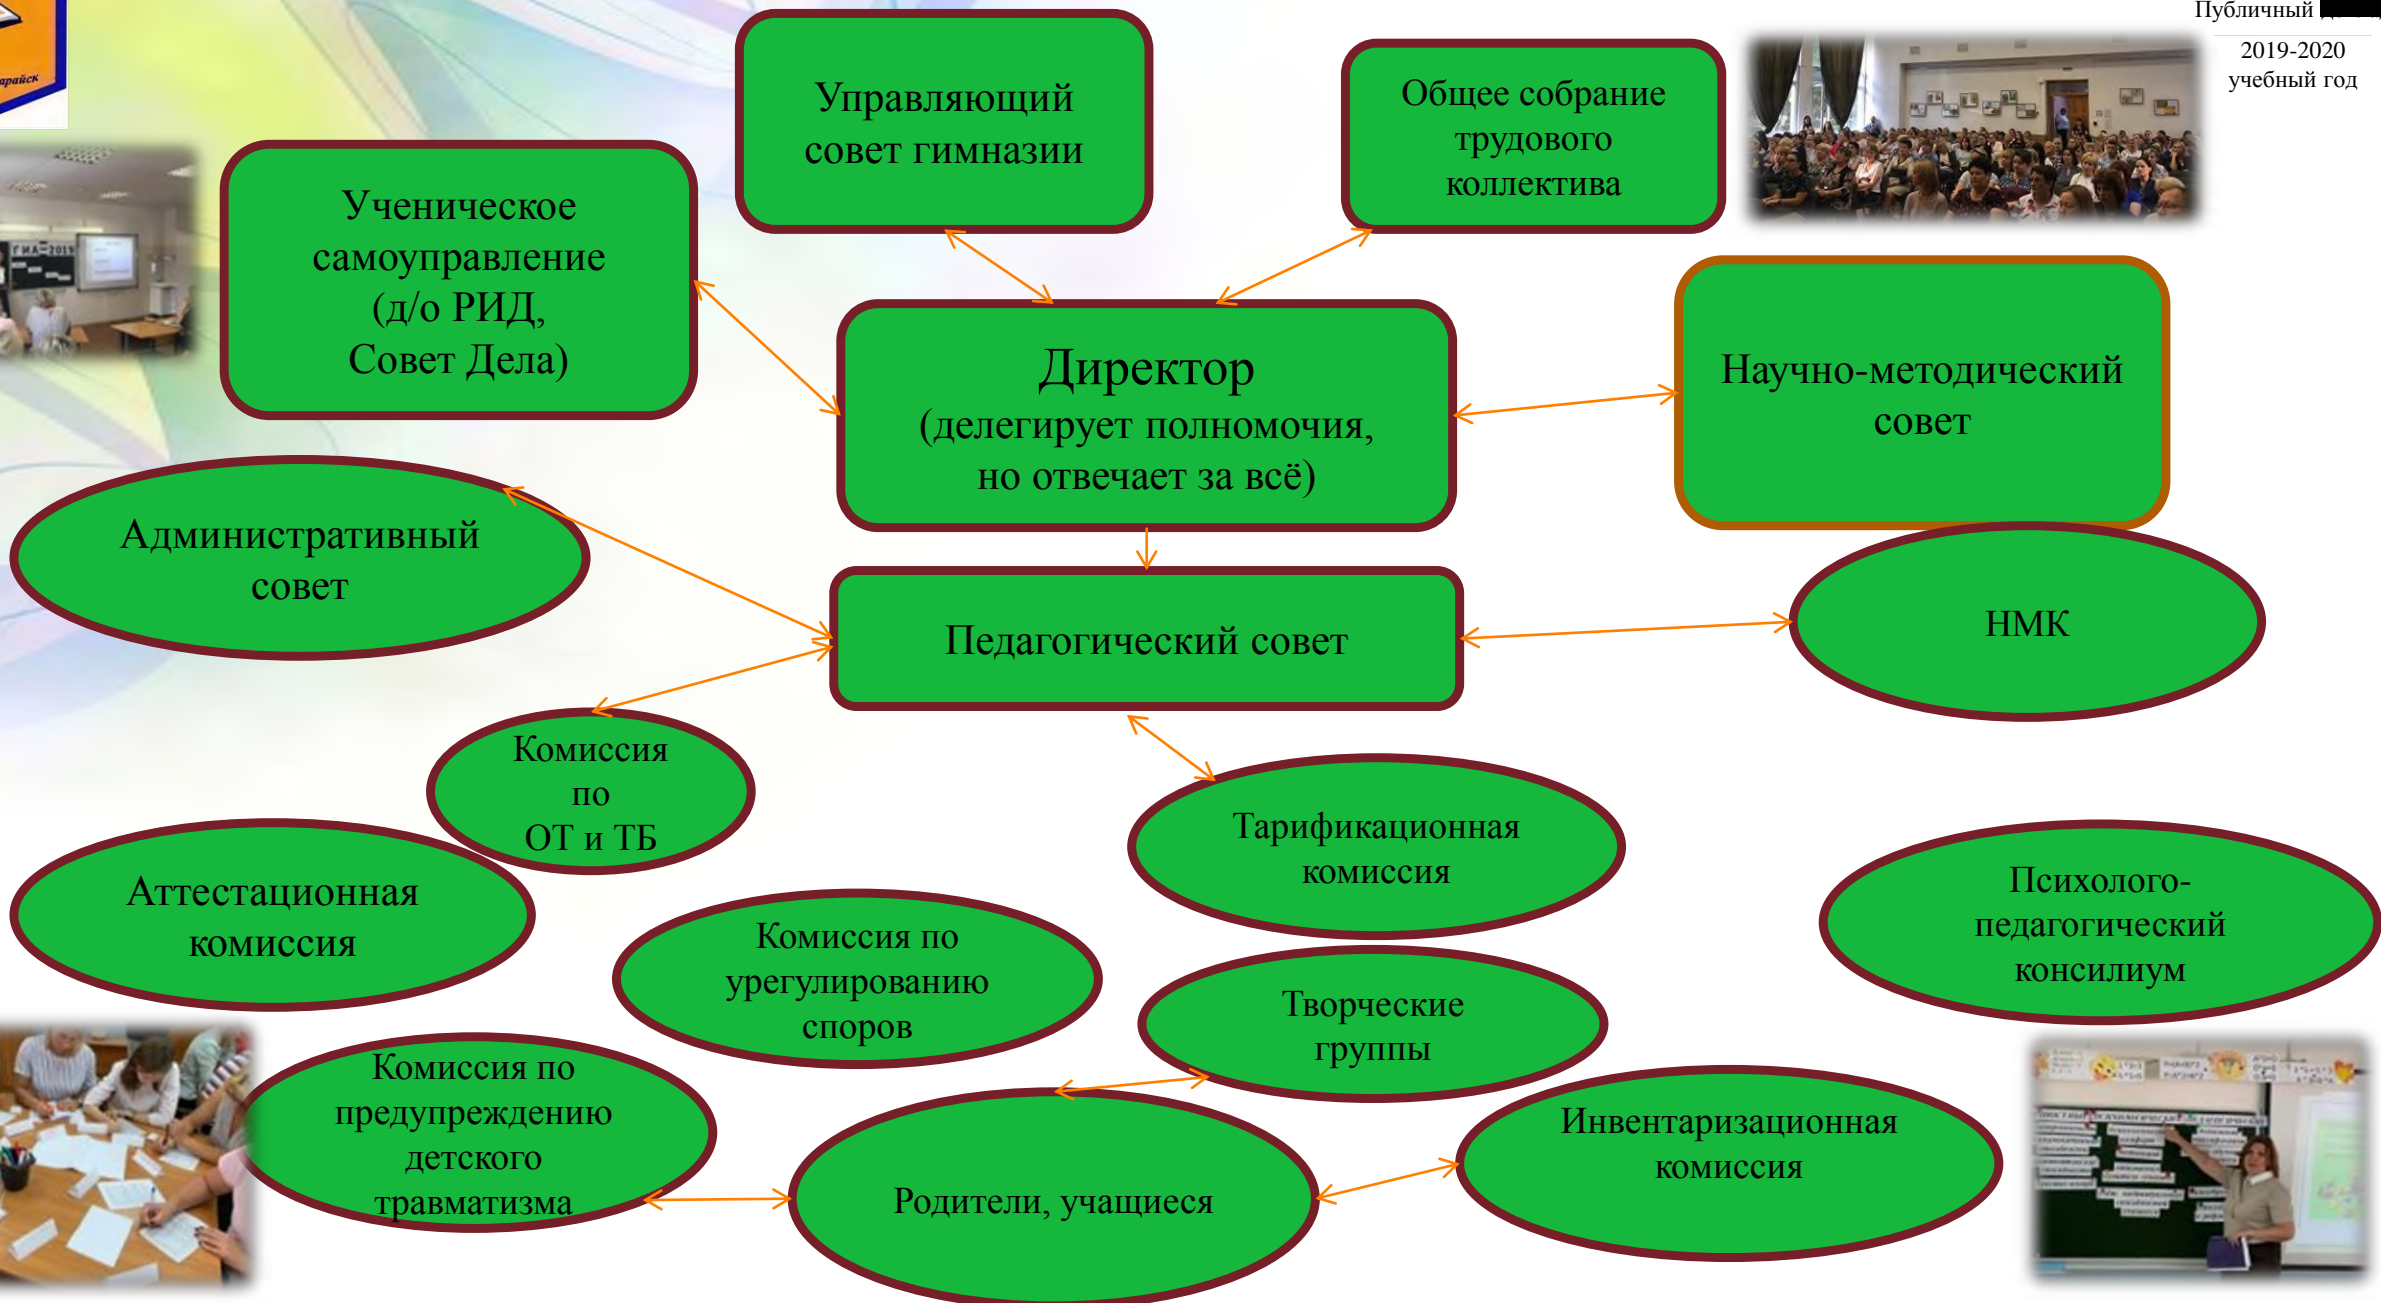 Публичный
2019-2020
учебный год
арайск
Управляющий
совет гимназии
Общее собрание
трудового
коллектива
Ученическое
самоуправление
(д/о РИД,
Совет Дела)
ГИА-2019
Директор
(делегирует полномочия,
но отвечает за всё)
Научно-методический
совет
Административный
совет
Педагогический совет
НМК
Комиссия
по
ОТ и ТБ
Тарификационная
комиссия
Аттестационная
комиссия
Комиссия по
урегулированию
споров
Психолого-
педагогический
консилиум
Творческие
группы
Комиссия по
предупреждению
детского
травматизма
Родители, учащиеся
Инвентаризационная
комиссия